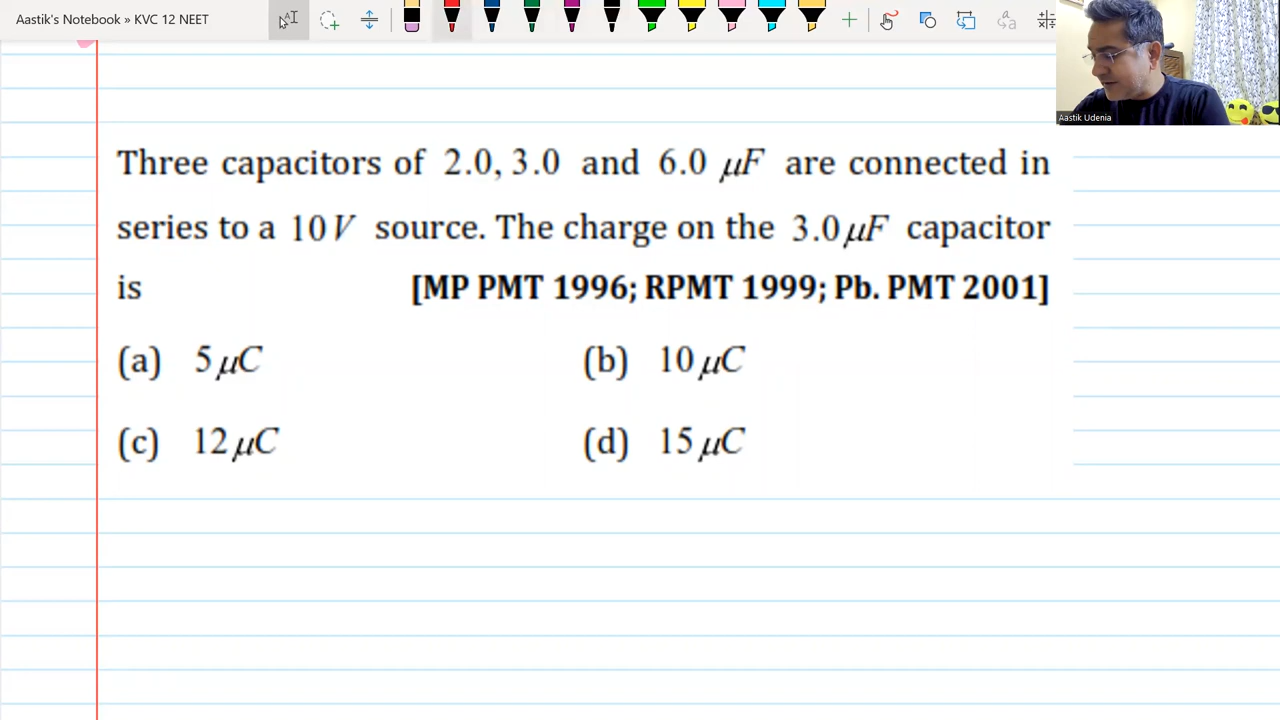 Aastik's Notebook » KVC 12 NEET
Aastik Udenia
Three capacitors of 2.0, 3.0 and 6.0 μF are connected in
series to a 10 V source. The charge on the 3.0 μF capacitor
is [MP PMT 1996; RPMT 1999; Pb. PMT 2001]
(a) 5 μC (b) 10 μC
(c) 12 μC (d) 15 μC